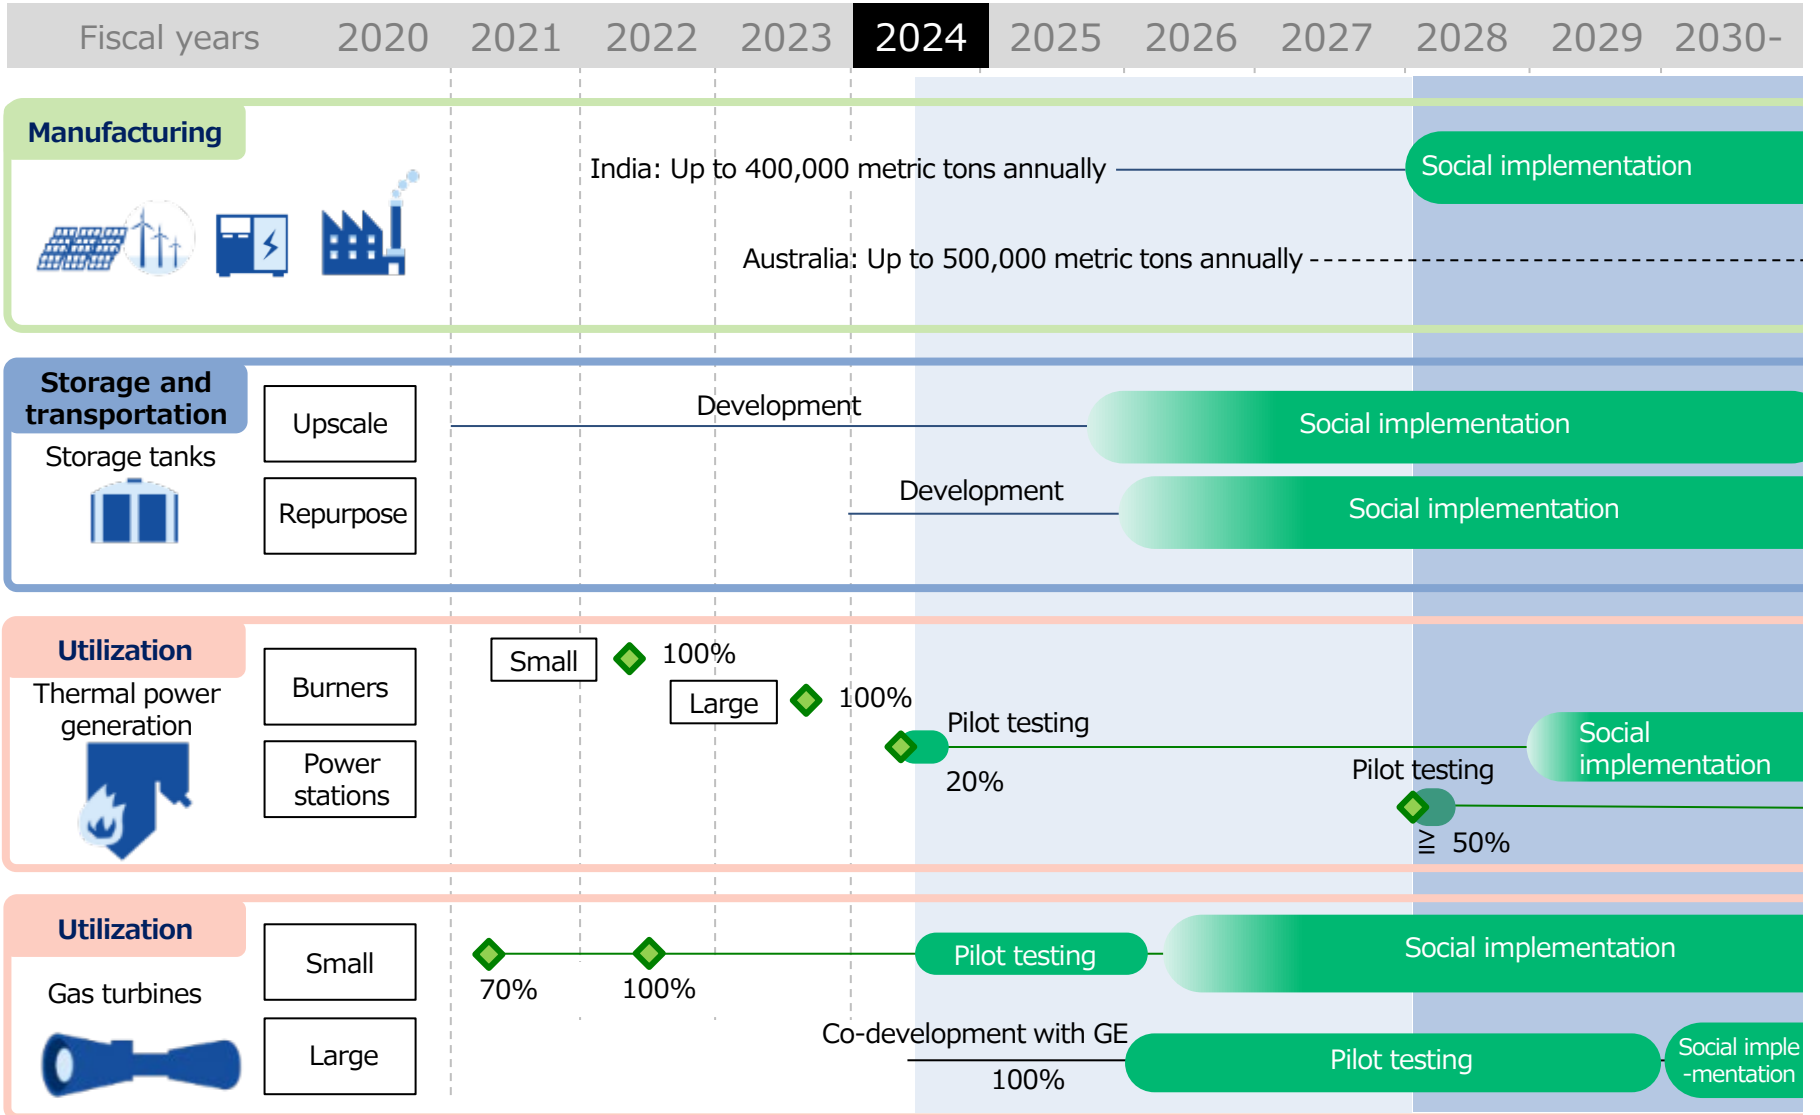 Fiscal years 2020 2021 2022 2023 2024 2025 2026 2027 2028 2029 2030-
Manufacturing
India: Up to 400,000 metric tons annually
Social implementation
Australia: Up to 500,000 metric tons annually
Storage and
transportation
Storage tanks
Upscale
Development
Social implementation
Repurpose
Development
Social implementation
Utilization
Thermal power
generation
Burners
Small
100%
Large
100%
Power
stations
Pilot testing
20%
Social
implementation
Pilot testing
≧ 50%
Utilization
Gas turbines
Small
70%
100%
Pilot testing
Social implementation
Large
Co-development with GE
100%
Pilot testing
Social imple
-mentation